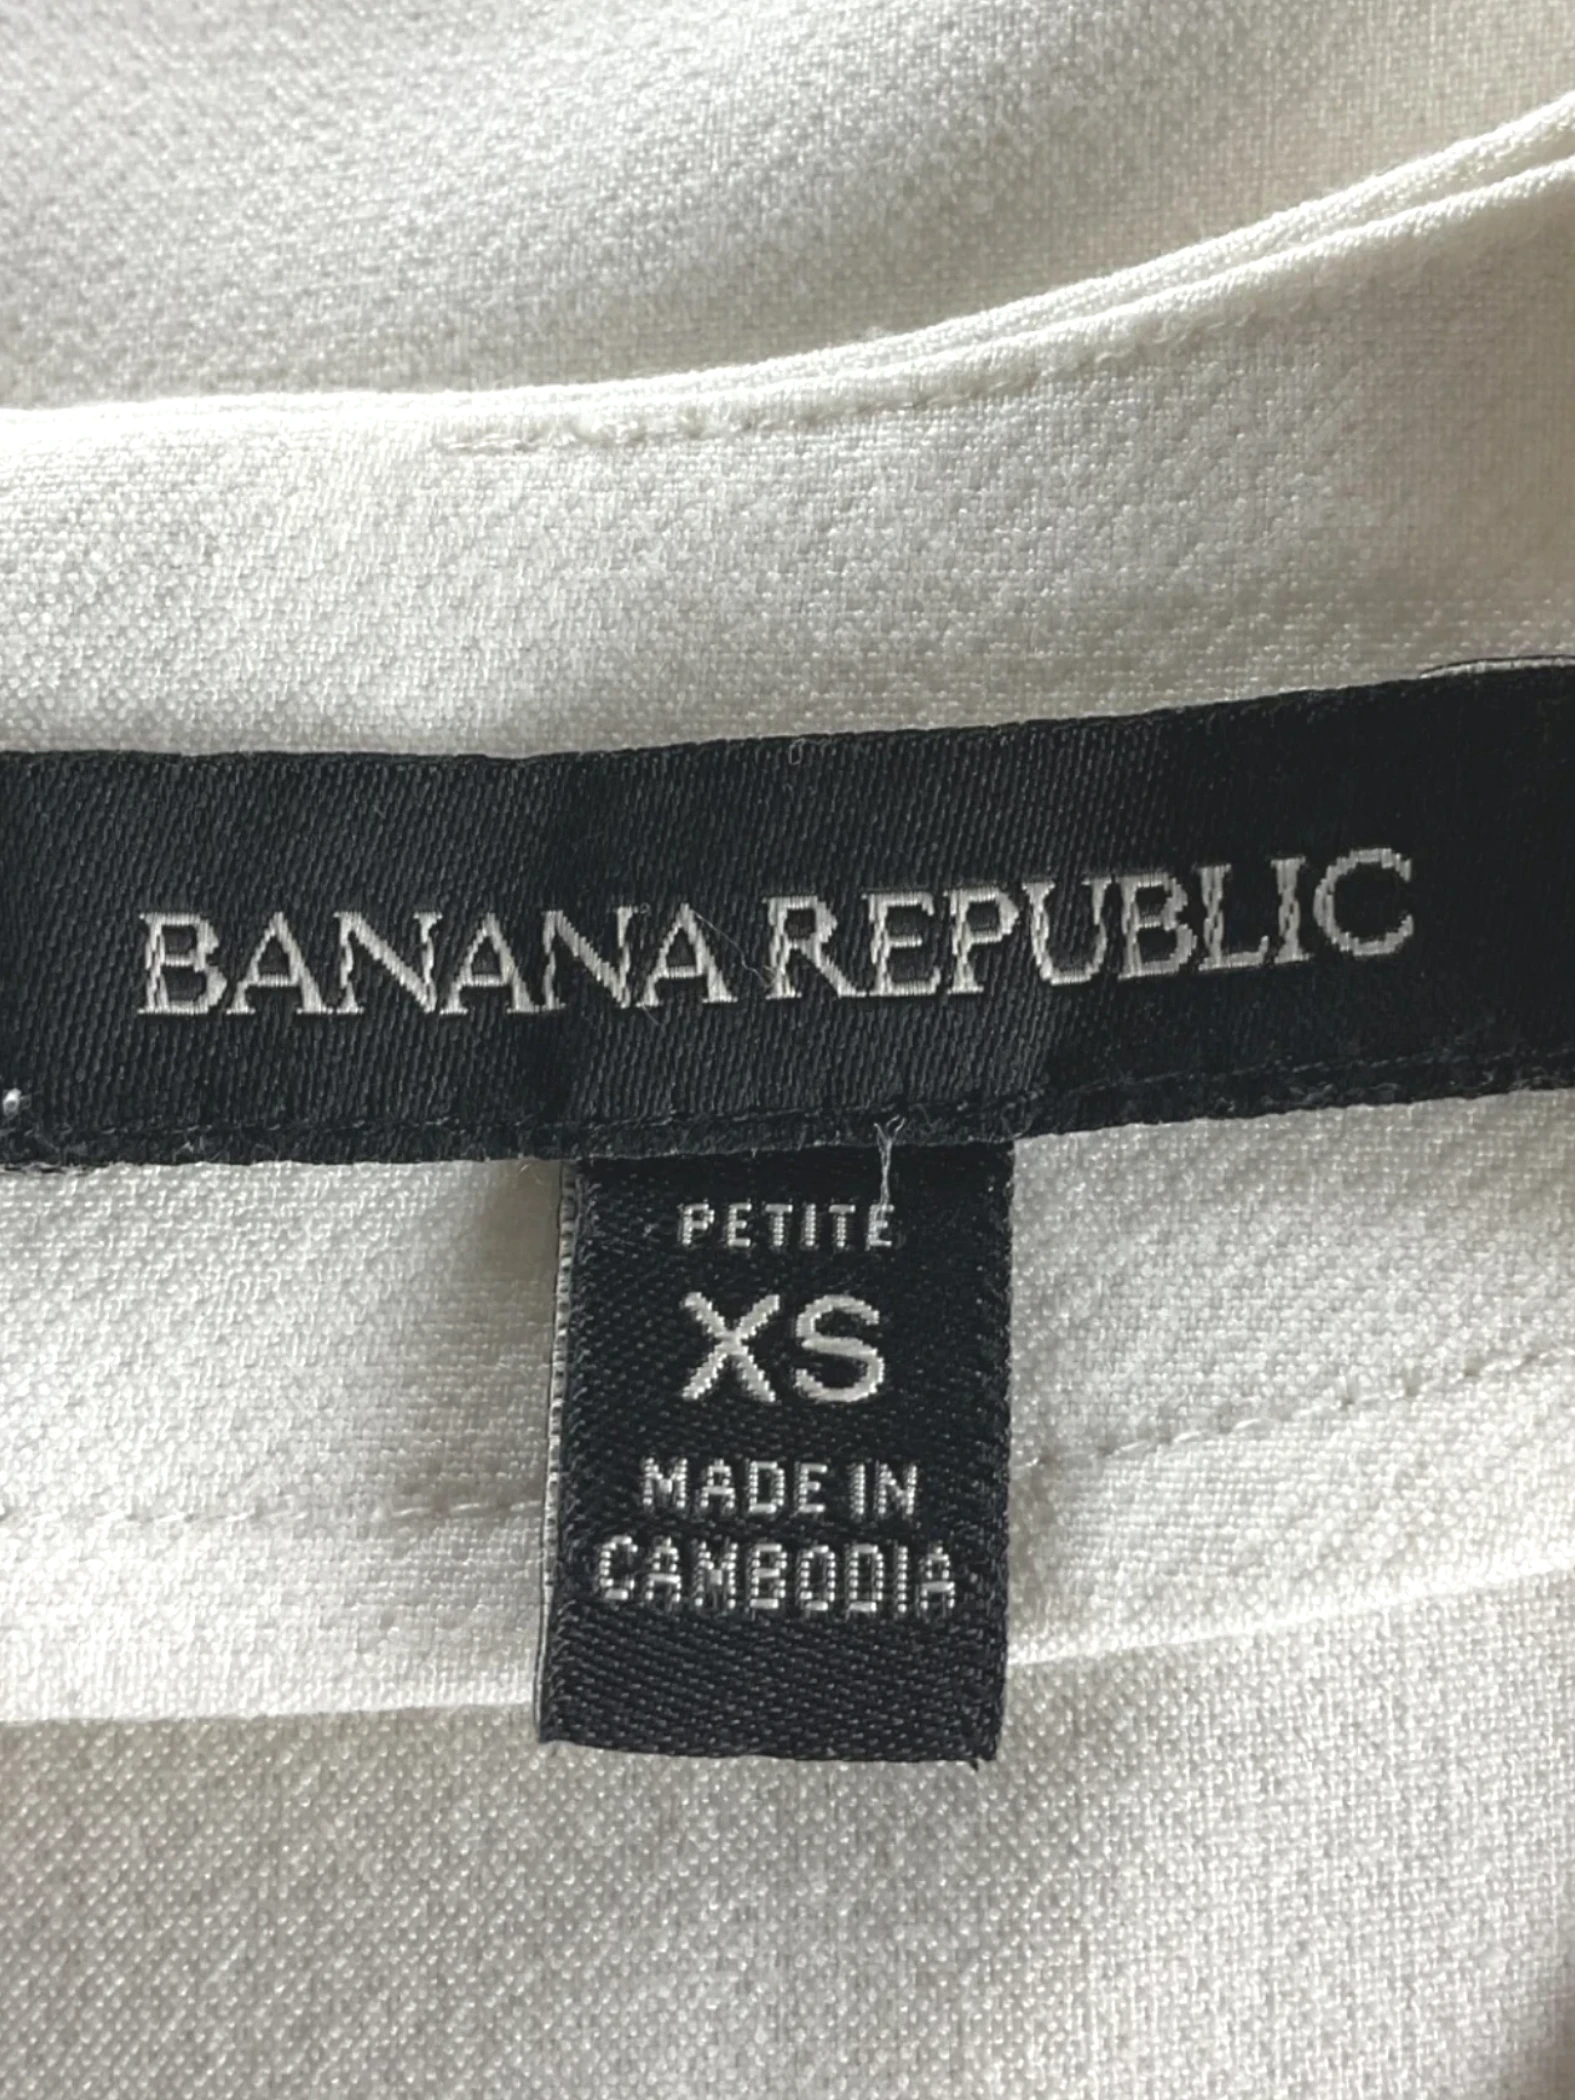 BANANA REPUBLIC
PETITE
XS
MADE IN
CAMBODIA